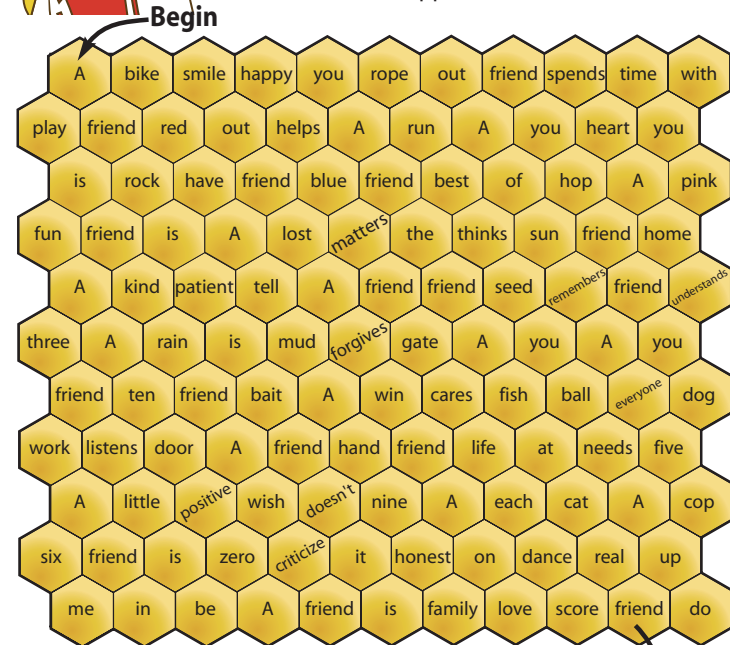 Begin
A bike smile happy you rope out friend spends time with
play friend red out helps A run A you heart you
is rock have friend blue friend best of hop A pink
fun friend is A lost matters the thinks sun friend home
A kind patient tell A friend friend seed remembers friend understands
three A rain is mud forgives gate A you A you
friend ten friend bait A win cares fish ball everyone dog
work listens door A friend hand friend life at needs five
A little positive wish doesn't nine A each cat A cop
six friend is zero criticize it honest on dance real up
me in be A friend is family love score friend do